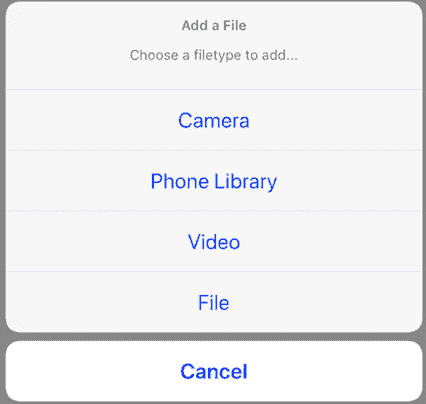 Add a File
Choose a filetype to add...
Camera
Phone Library
Video
File
Cancel